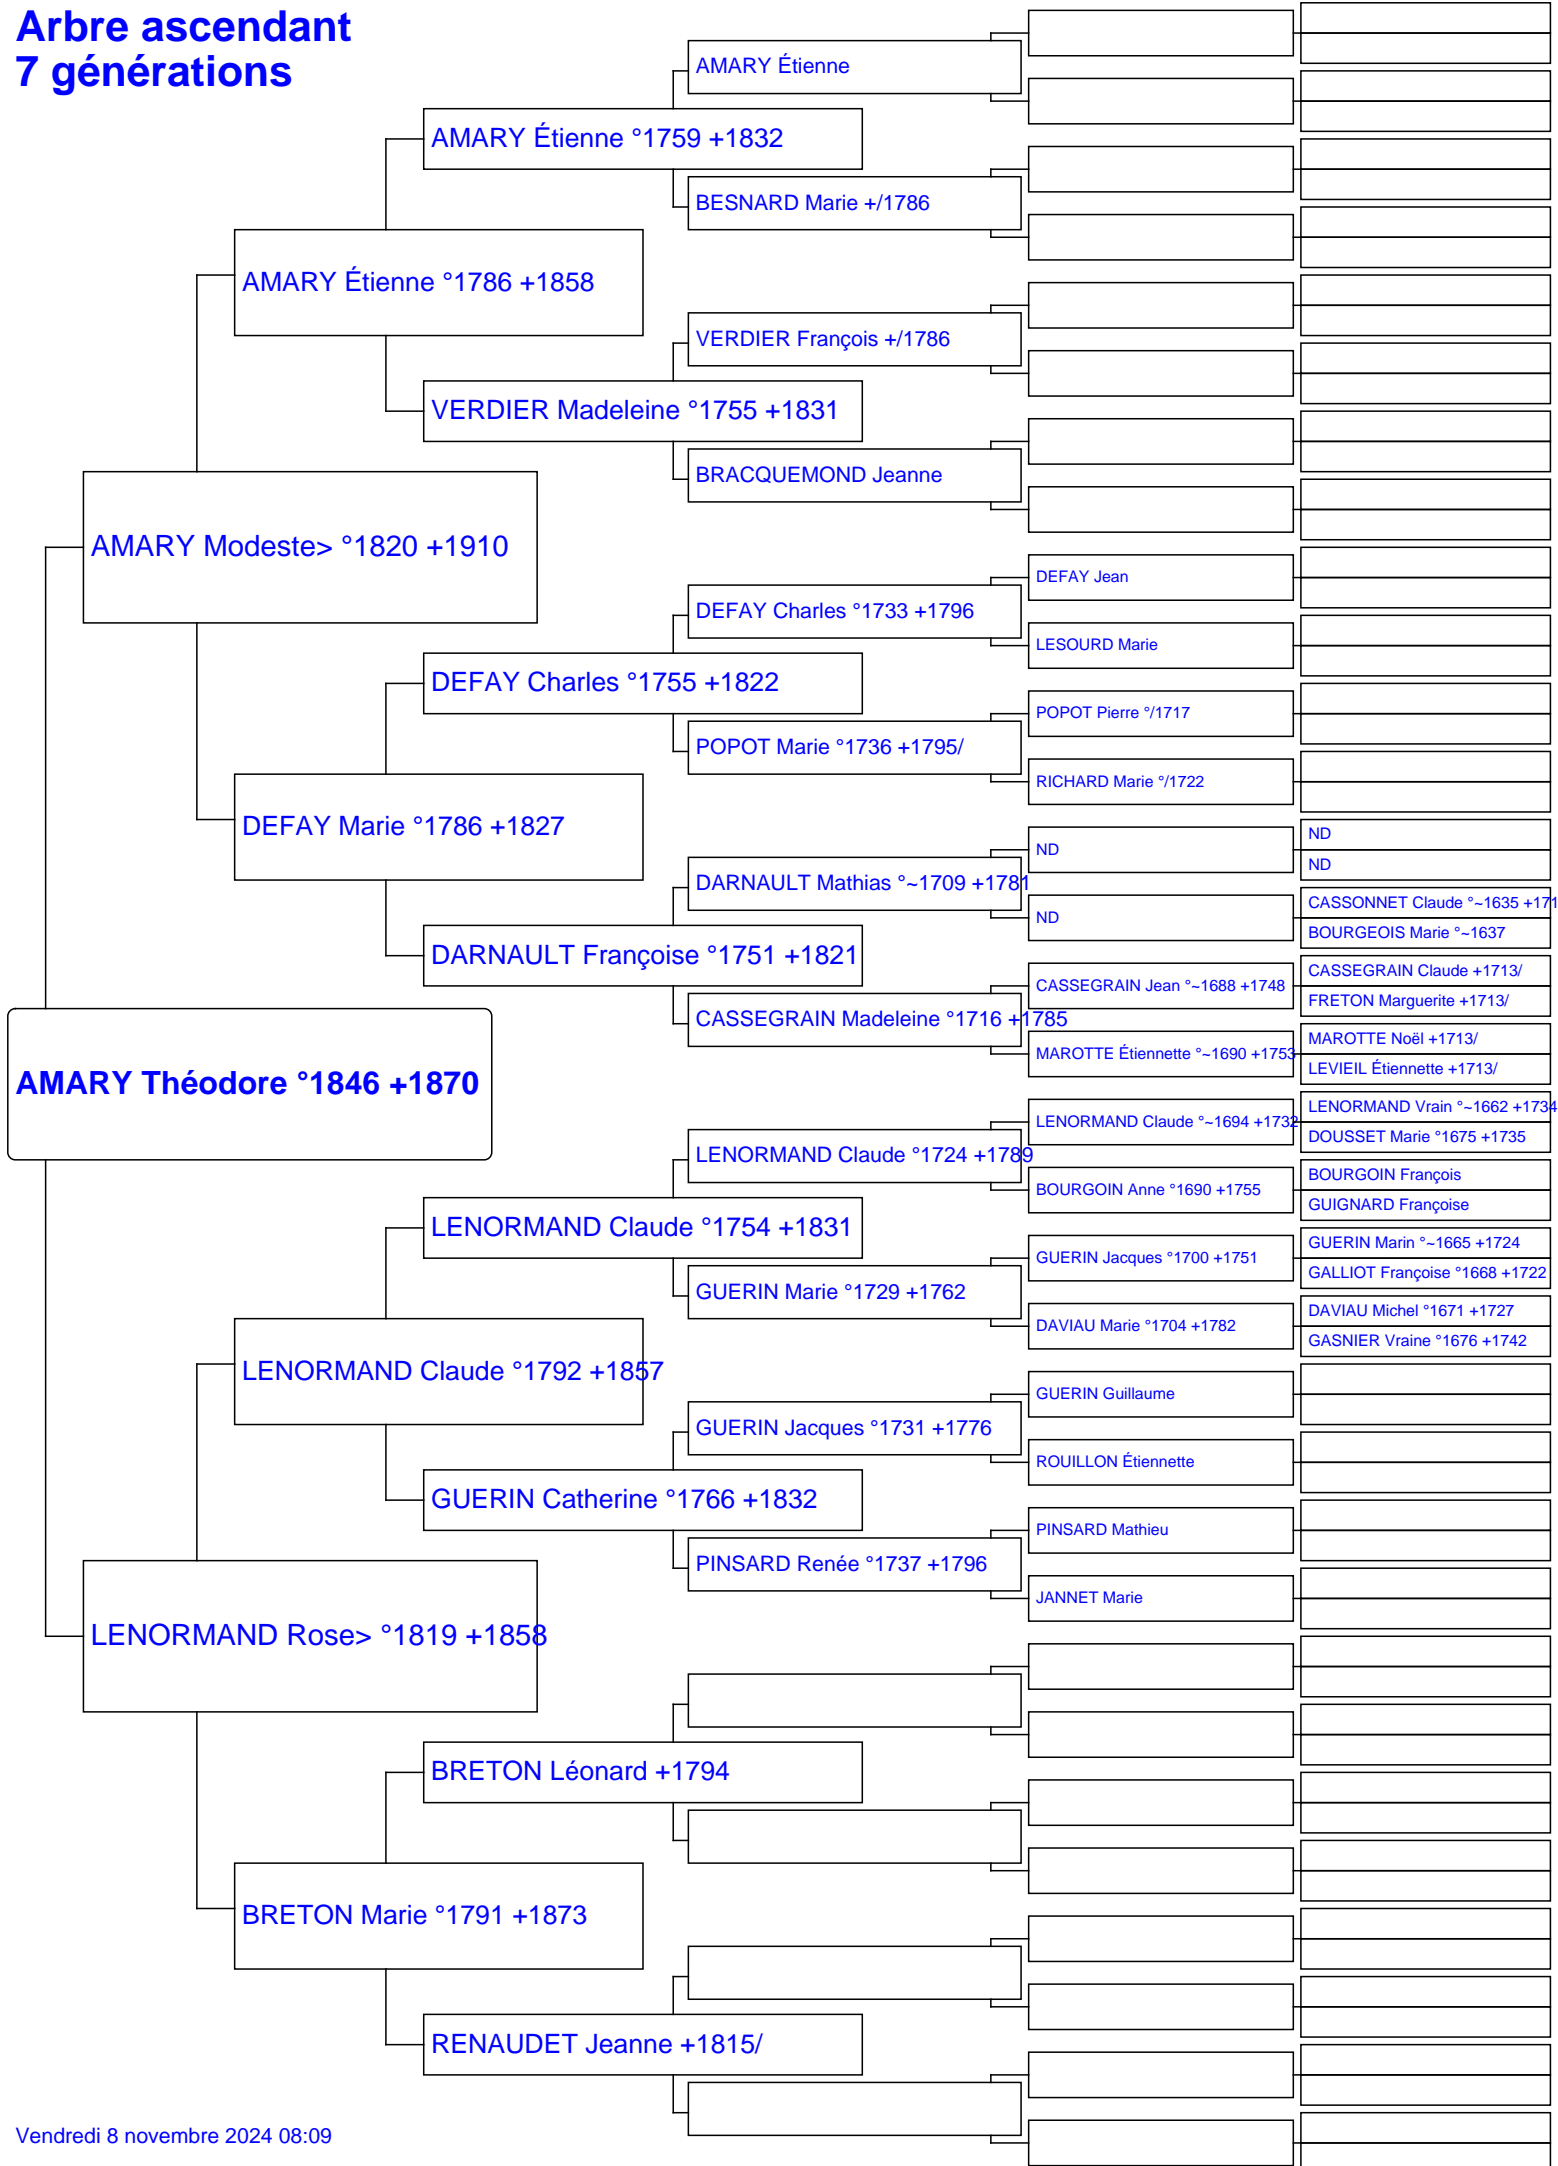 Arbre ascendant
7 générations
AMARY Étienne
AMARY Étienne °1759 +1832
BESNARD Marie +/1786
AMARY Étienne °1786 +1858
VERDIER François +/1786
VERDIER Madeleine °1755 +1831
BRACQUEMOND Jeanne
AMARY Modeste> °1820 +1910
DEFAY Jean
DEFAY Charles °1733 +1796
LESOURD Marie
DEFAY Charles °1755 +1822
POPOT Pierre °/1717
POPOT Marie °1736 +1795/
RICHARD Marie °/1722
DEFAY Marie °1786 +1827
ND
ND
ND
DARNAULT Mathias °~1709 +1781
CASSONNET Claude °~1635 +171
ND
BOURGEOIS Marie °~1637
DARNAULT Françoise °1751 +1821
CASSEGRAIN Claude +1713/
CASSEGRAIN Jean °~1688 +1748
FRETON Marguerite +1713/
CASSEGRAIN Madeleine °1716 +1785
MAROTTE Noël +1713/
MAROTTE Étiennette °~1690 +1753
LEVIEIL Étiennette +1713/
AMARY Théodore °1846 +1870
LENORMAND Vrain °~1662 +1734
LENORMAND Claude °~1694 +1732
DOUSSET Marie °1675 +1735
LENORMAND Claude °1724 +1789
BOURGOIN François
BOURGOIN Anne °1690 +1755
GUIGNARD Françoise
LENORMAND Claude °1754 +1831
GUERIN Marin °~1665 +1724
GUERIN Jacques °1700 +1751
GALLIOT Françoise °1668 +1722
GUERIN Marie °1729 +1762
DAVIAU Michel °1671 +1727
DAVIAU Marie °1704 +1782
GASNIER Vraine °1676 +1742
LENORMAND Claude °1792 +1857
GUERIN Guillaume
GUERIN Jacques °1731 +1776
ROUILLON Étiennette
GUERIN Catherine °1766 +1832
PINSARD Mathieu
PINSARD Renée °1737 +1796
JANNET Marie
LENORMAND Rose> °1819 +1858
BRETON Léonard +1794
BRETON Marie °1791 +1873
RENAUDET Jeanne +1815/
Vendredi 8 novembre 2024 08:09